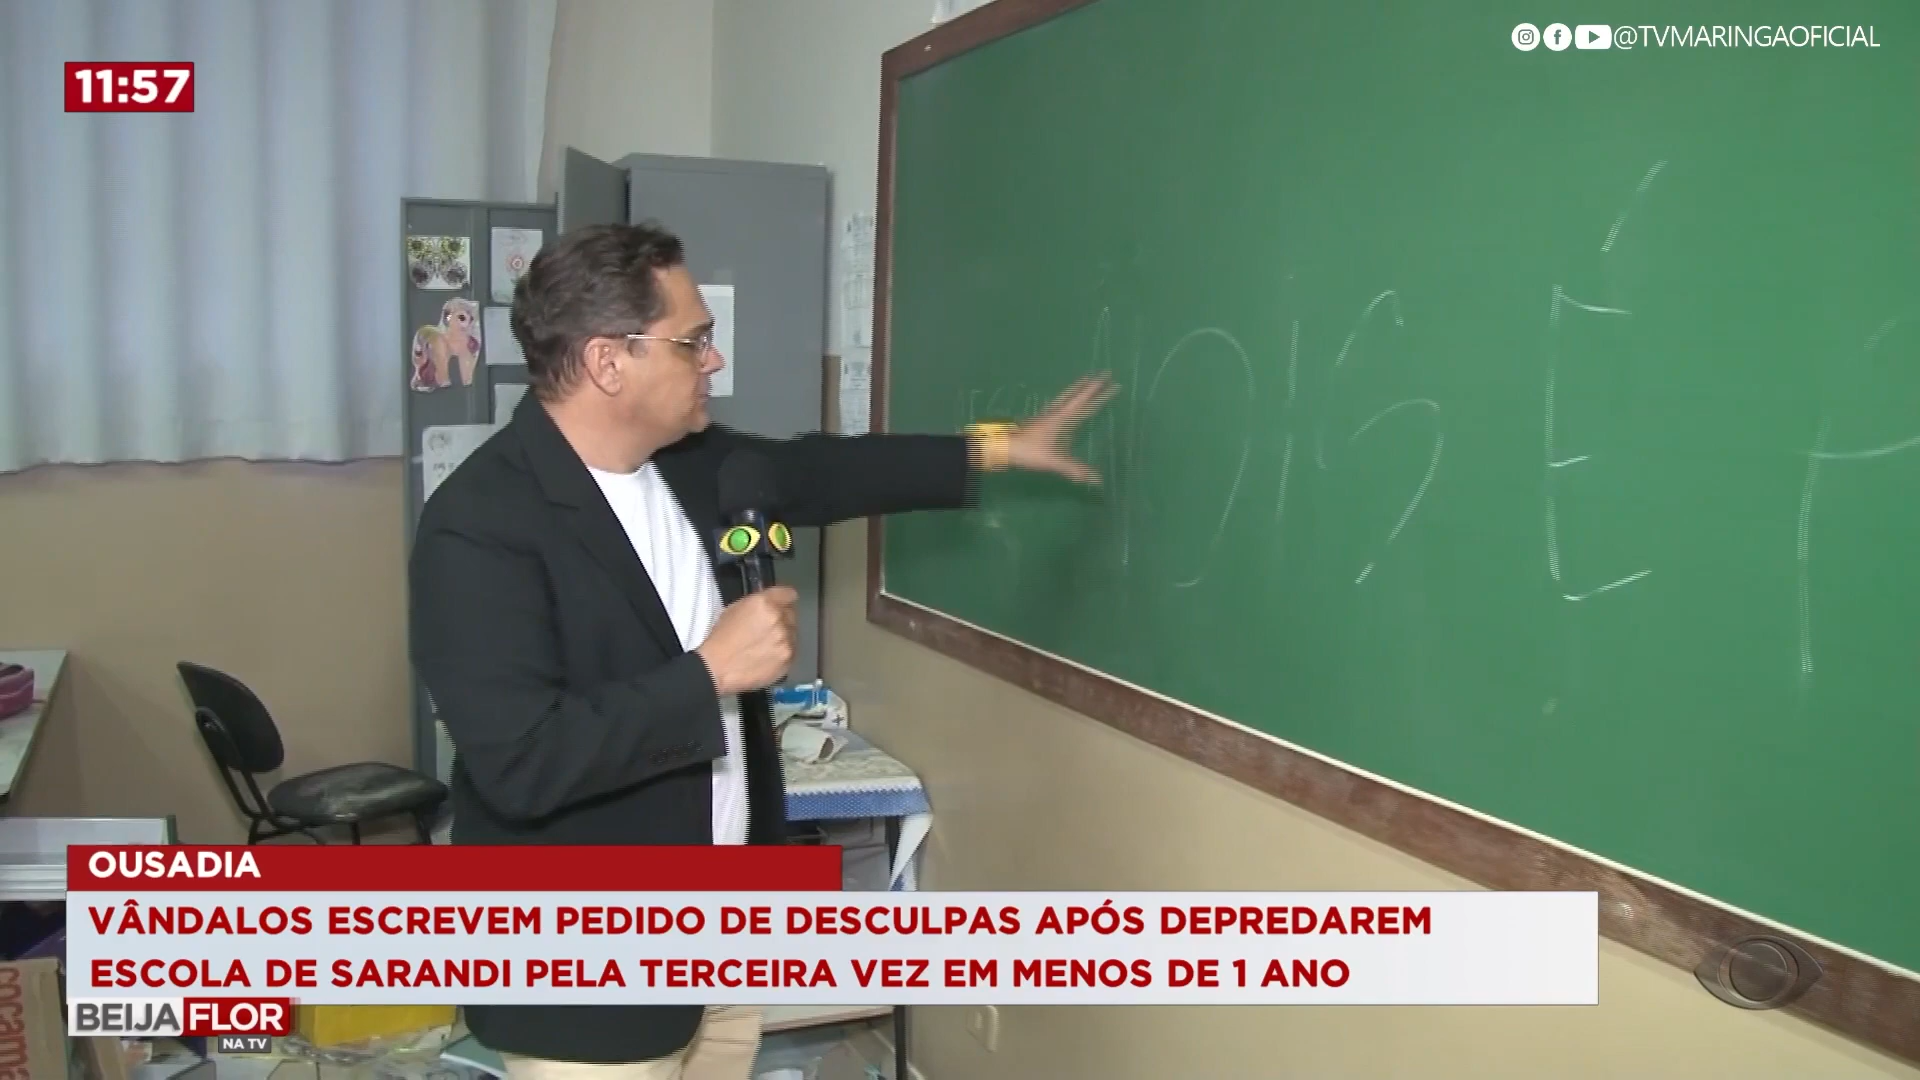 11:57
@TVMARINGAOFICIAL
OUSADIA
VÂNDALOS ESCREVEM PEDIDO DE DESCULPAS APÓS DEPREDAREM
ESCOLA DE SARANDI PELA TERCEIRA VEZ EM MENOS DE 1 ANO
BEIJA FLOR
NA TV